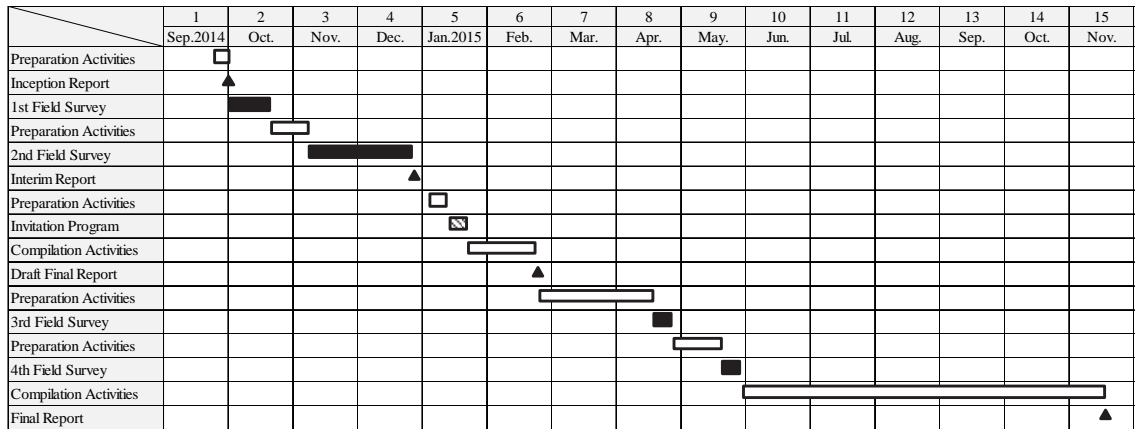 1 2 3 4 5 6 7 8 9 10 11 12 13 14 15
Sep.2014 Oct. Nov. Dec. Jan.2015 Feb. Mar. Apr. May. Jun. Jul. Aug. Sep. Oct. Nov.
Preparation Activities
Inception Report
1st Field Survey
Preparation Activities
2nd Field Survey
Interim Report
Preparation Activities
Invitation Program
Compilation Activities
Draft Final Report
Preparation Activities
3rd Field Survey
Preparation Activities
4th Field Survey
Compilation Activities
Final Report